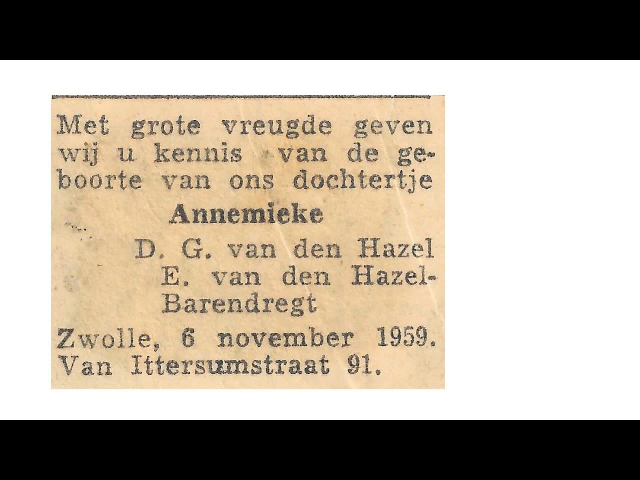 Met grote vreugde geven
wij u kennis van de ge-
boorte van ons dochtertje
Annemieke
D. G. van den Hazel
E. van den Hazel-
Barendregt
Zwolle, 6 november 1959.
Van Ittersumstraat 91.